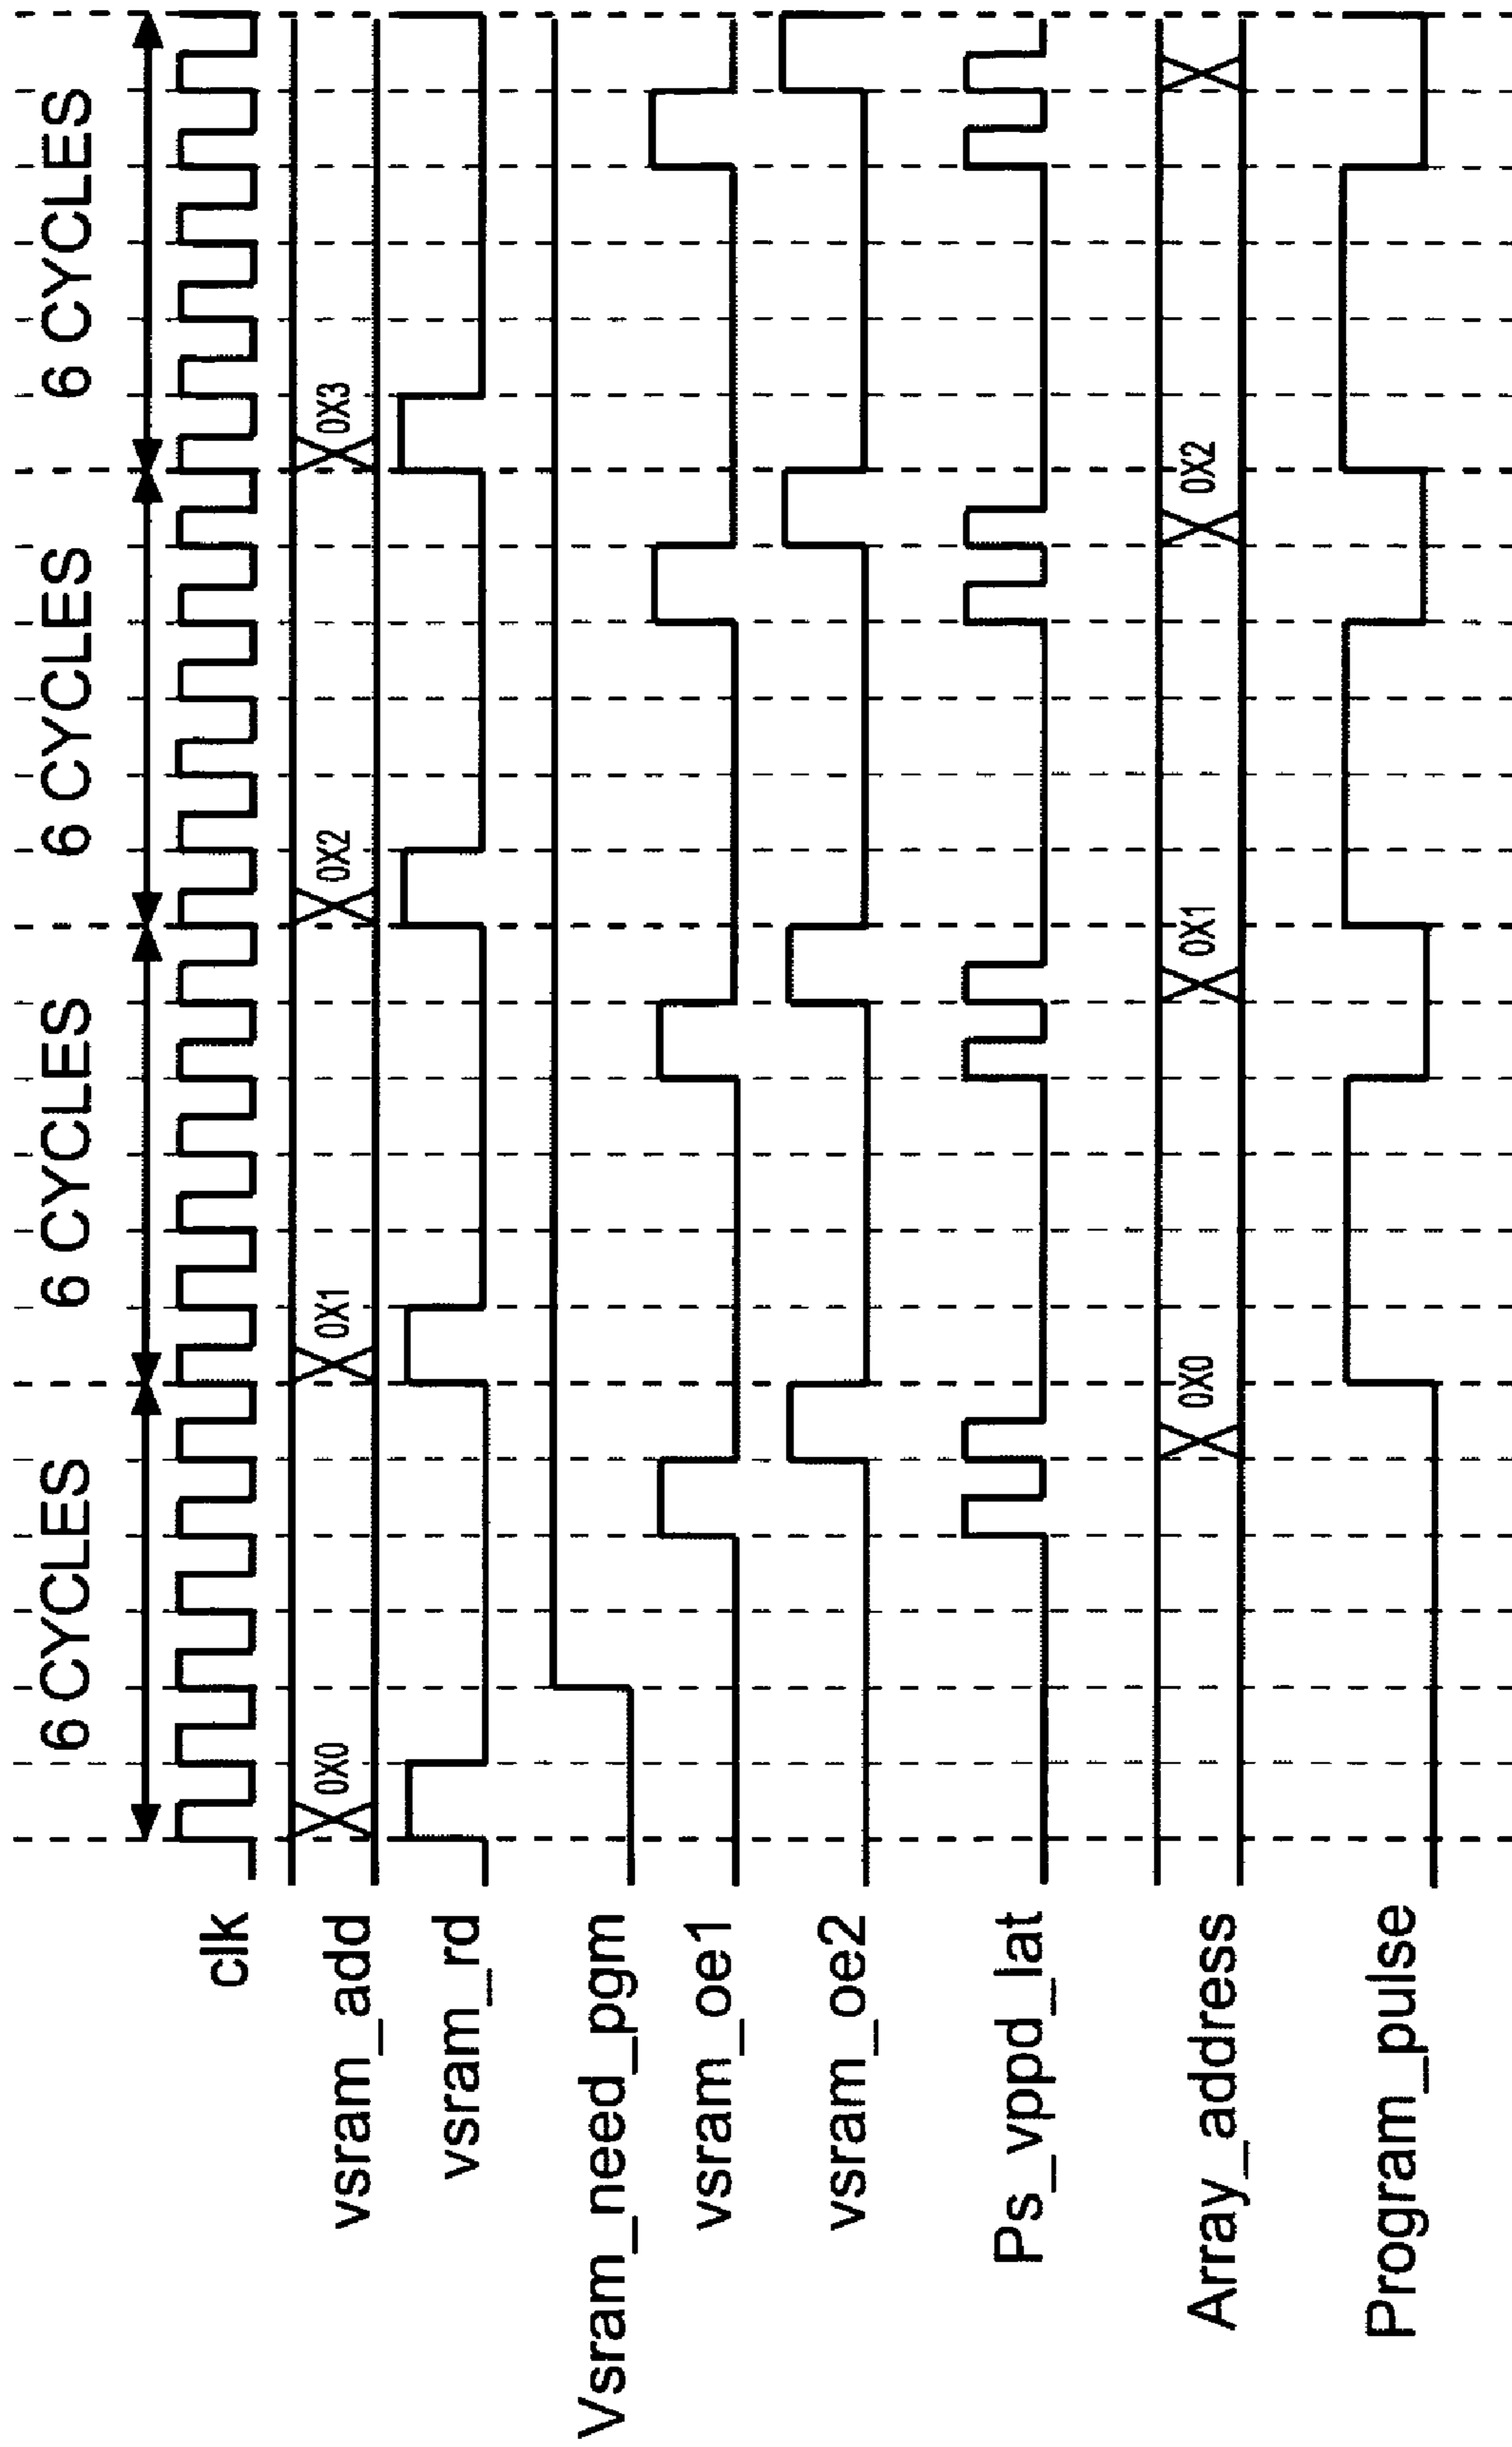 6 CYCLES
6 CYCLES
6 CYCLES
6 CYCLES
clk
vsram_add
0X0
0X1
0X2
0X3
vsram_rd
Vsram_need_pgm
vsram_oe1
vsram_oe2
Ps_vppd_lat
Array_address
0X0
0X1
0X2
Program_pulse